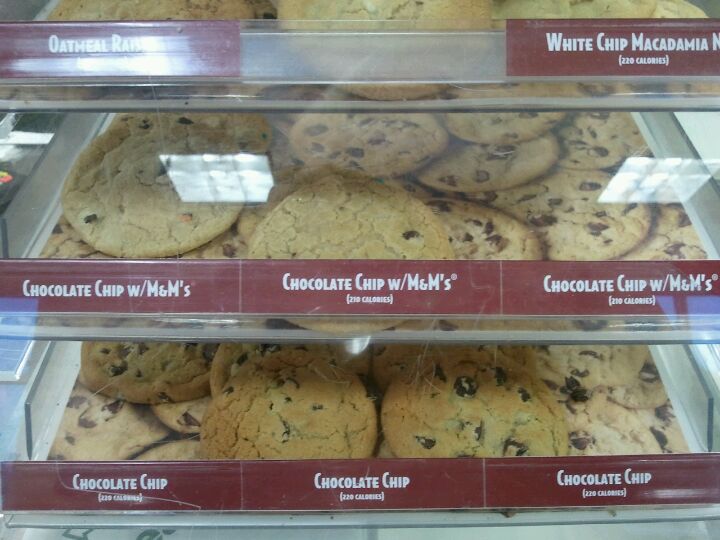 OATMEAL
WHITE CHIP MACADAMIA N
(220 CALORIES)
CHOCOLATE CHIP W/M&M'S
CHOCOLATE CHIP W/M&M'S®
(210 CALORIES)
CHOCOLATE CHIP W/M&M'S®
(210 CALORIES)
CHOCOLATE CHIP
(220 CALORIES)
CHOCOLATE CHIP
(220 CALORIES)
CHOCOLATE CHIP
(220 CALORIES)